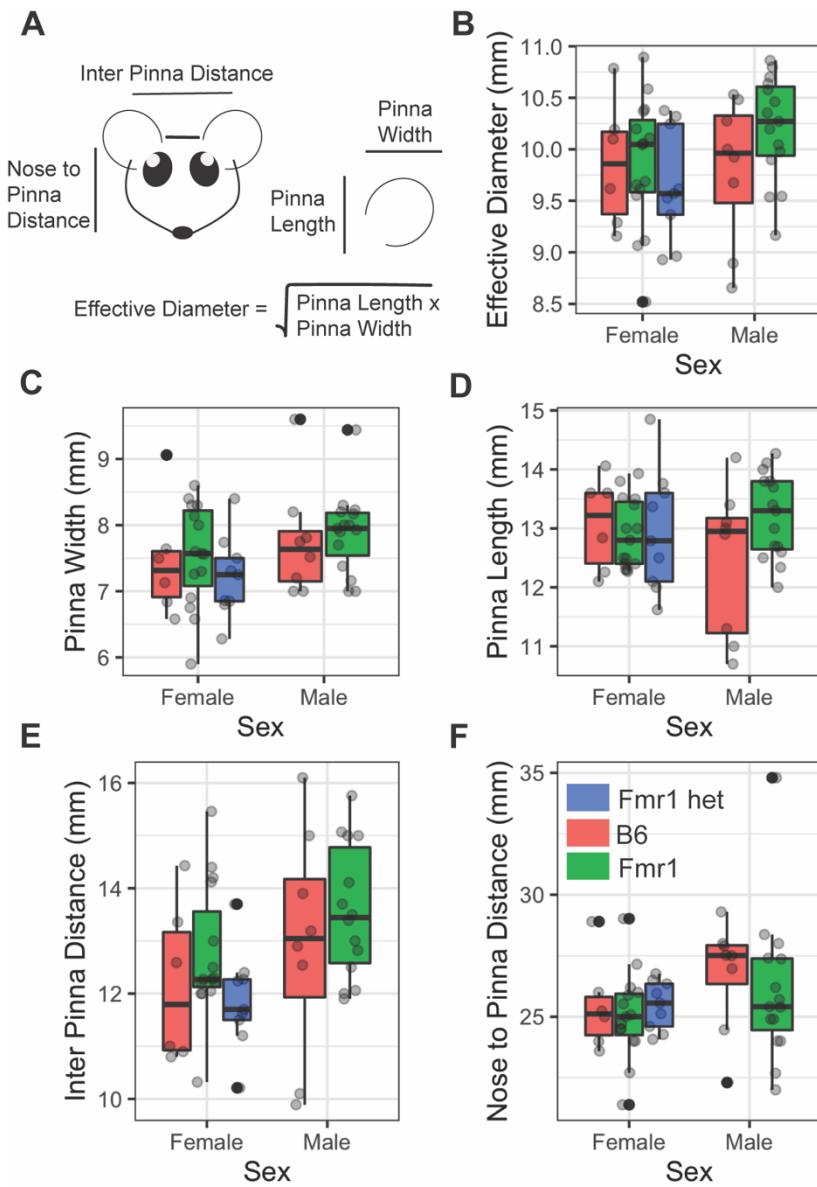 A
Inter Pinna Distance
Nose to
Pinna
Distance
Pinna
Width
Pinna
Length
Effective Diameter = √ Pinna Length x
Pinna Width
B
Effective Diameter (mm)
11.0
10.5
10.0
9.5
9.0
8.5
Female Male
Sex
C
Pinna Width (mm)
9
8
7
6
Female Male
Sex
D
Pinna Length (mm)
15
14
13
12
11
Female Male
Sex
E
Inter Pinna Distance (mm)
16
14
12
10
Female Male
Sex
F
Nose to Pinna Distance (mm)
35
30
25
Fmr1 het
B6
Fmr1
Female Male
Sex